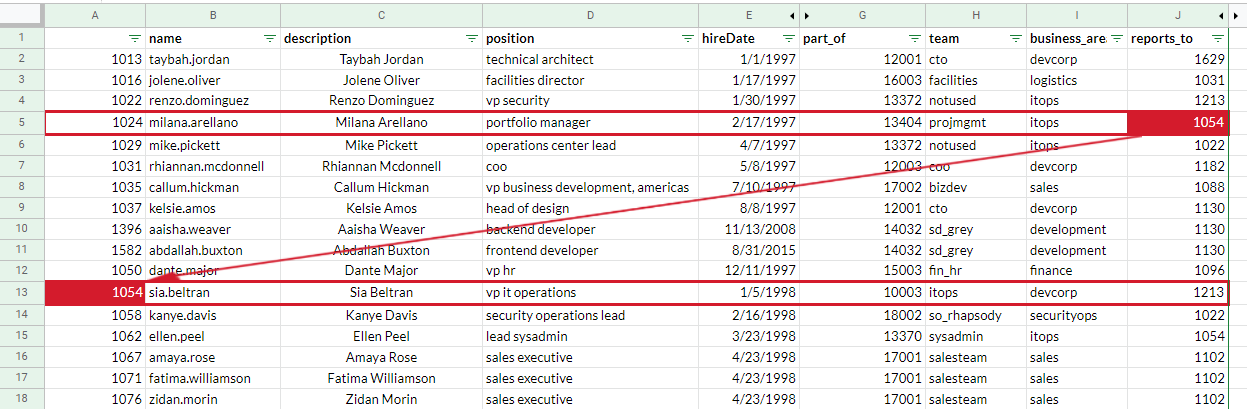 A B C D E G H I J
1 name description position hireDate part_of team business_are reports_to
2 1013 taybah.jordan Taybah Jordan technical architect 1/1/1997 12001 cto devcorp 1629
3 1016 jolene.oliver Jolene Oliver facilities director 1/17/1997 16003 facilities logistics 1031
4 1022 renzo.dominguez Renzo Dominguez vp security 1/30/1997 13372 notused itops 1213
5 1024 milana.arellano Milana Arellano portfolio manager 2/17/1997 13404 projmgmt itops 1054
6 1029 mike.pickett Mike Pickett operations center lead 4/7/1997 13372 notused itops 1022
7 1031 rhiannan.mcdonnell Rhiannan Mcdonnell coo 5/8/1997 12003 coo devcorp 1182
8 1035 callum.hickman Callum Hickman vp business development, americas 7/10/1997 17002 bizdev sales 1088
9 1037 kelsie.amos Kelsie Amos head of design 8/8/1997 12001 cto devcorp 1130
10 1396 aaisha.weaver Aaisha Weaver backend developer 11/13/2008 14032 sd_grey development 1130
11 1582 abdallah.buxton Abdallah Buxton frontend developer 8/31/2015 14032 sd_grey development 1130
12 1050 dante.major Dante Major vp hr 12/11/1997 15003 fin_hr finance 1096
13 1054 sia.beltran Sia Beltran vp it operations 1/5/1998 10003 itops devcorp 1213
14 1058 kanye.davis Kanye Davis security operations lead 2/16/1998 18002 so_rhapsody securityops 1022
15 1062 ellen.peel Ellen Peel lead sysadmin 3/23/1998 13370 sysadmin itops 1054
16 1067 amaya.rose Amaya Rose sales executive 4/23/1998 17001 salesteam sales 1102
17 1071 fatima.williamson Fatima Williamson sales executive 4/23/1998 17001 salesteam sales 1102
18 1076 zidan.morin Zidan Morin sales executive 4/23/1998 17001 salesteam sales 1102